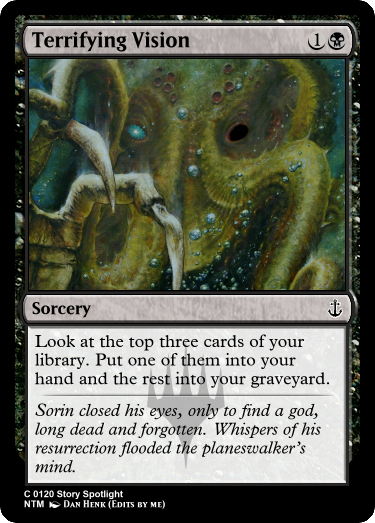 Terrifying Vision 1
Sorcery
Look at the top three cards of your
library. Put one of them into your
hand and the rest into your graveyard.
Sorin closed his eyes, only to find a god,
long dead and forgotten. Whispers of his
resurrection flooded the planeswalker's
mind.
C 0120 Story Spotlight
NTM Dan Henk (Edits by me)